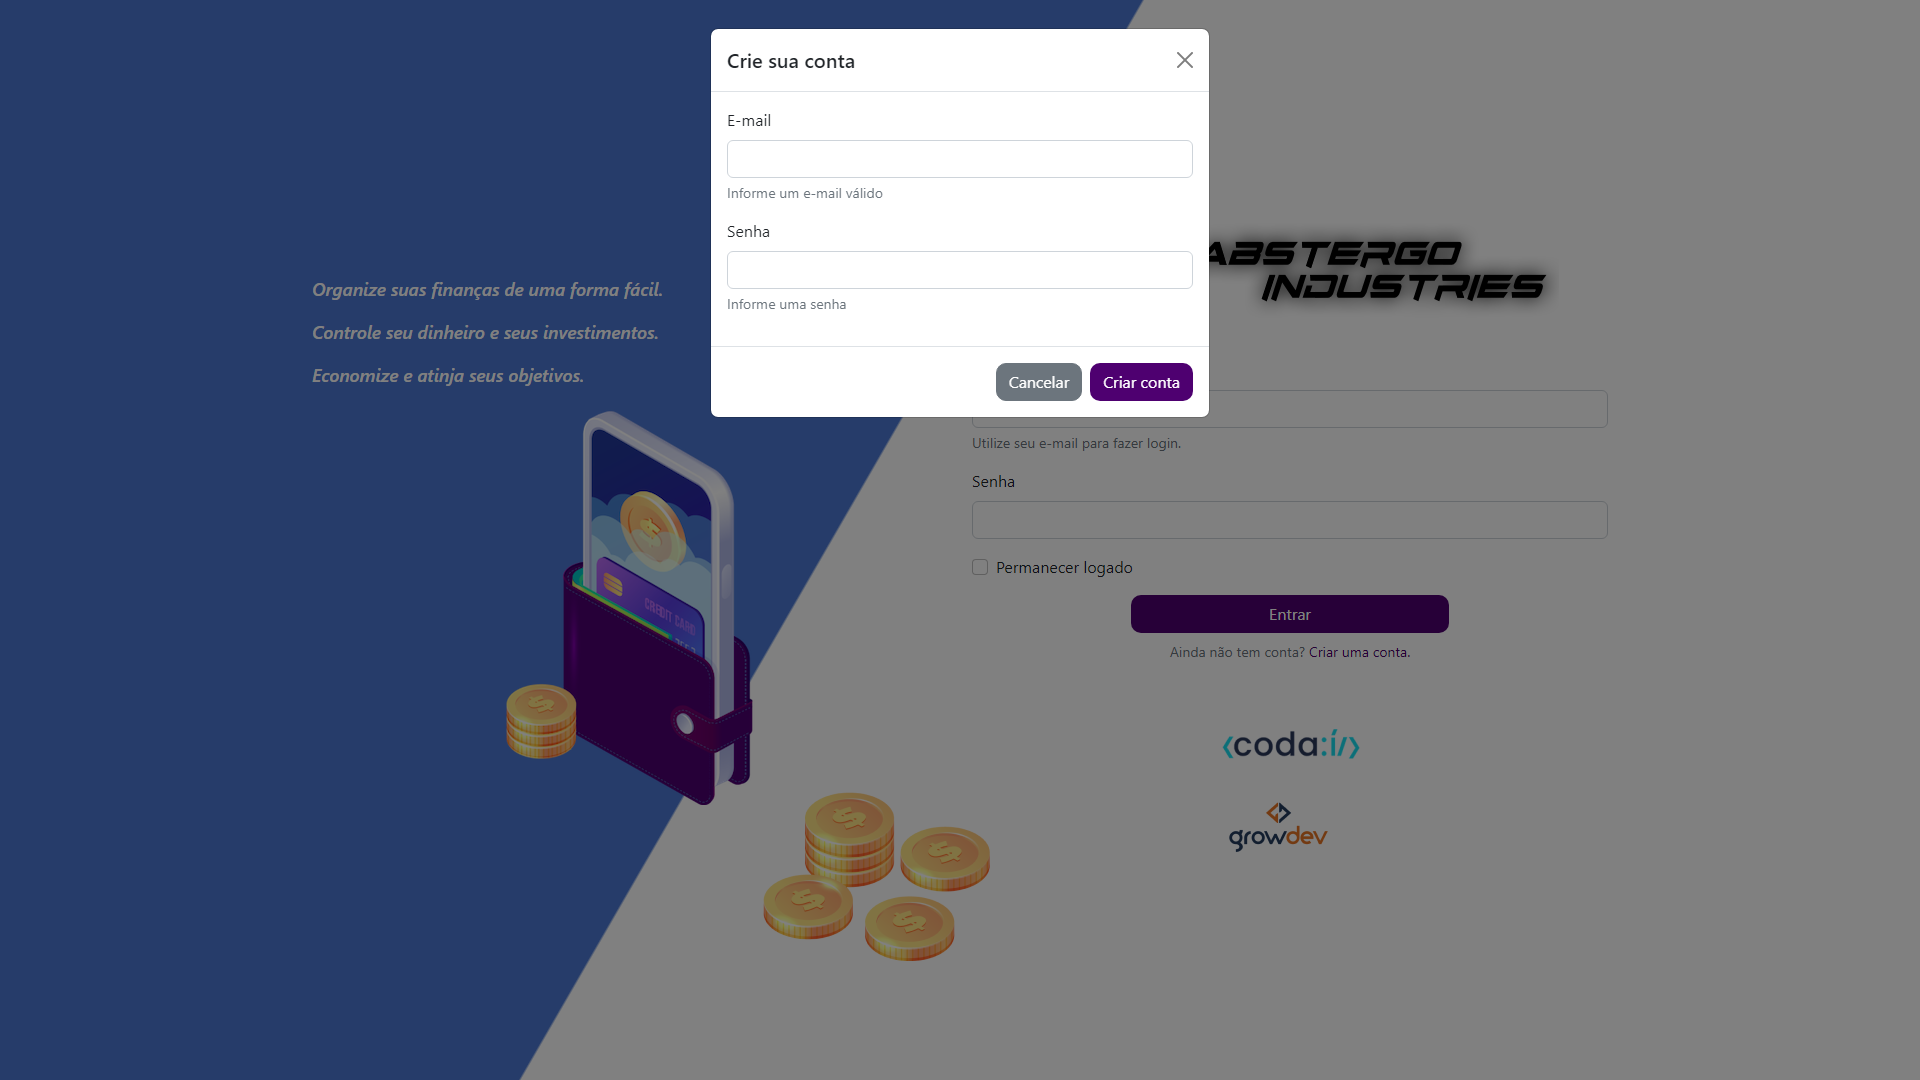 Crie sua conta
E-mail
Informe um e-mail válido
Senha
Informe uma senha
Cancelar
Criar conta
Organize suas finanças de uma forma fácil.
Controle seu dinheiro e seus investimentos.
Economize e atinja seus objetivos.
CREDIT CARD
ABSTERGO
INDUSTRIES
Utilize seu e-mail para fazer login.
Senha
Permanecer logado
Entrar
Ainda não tem conta? Criar uma conta.
<coda:í/>
growdev